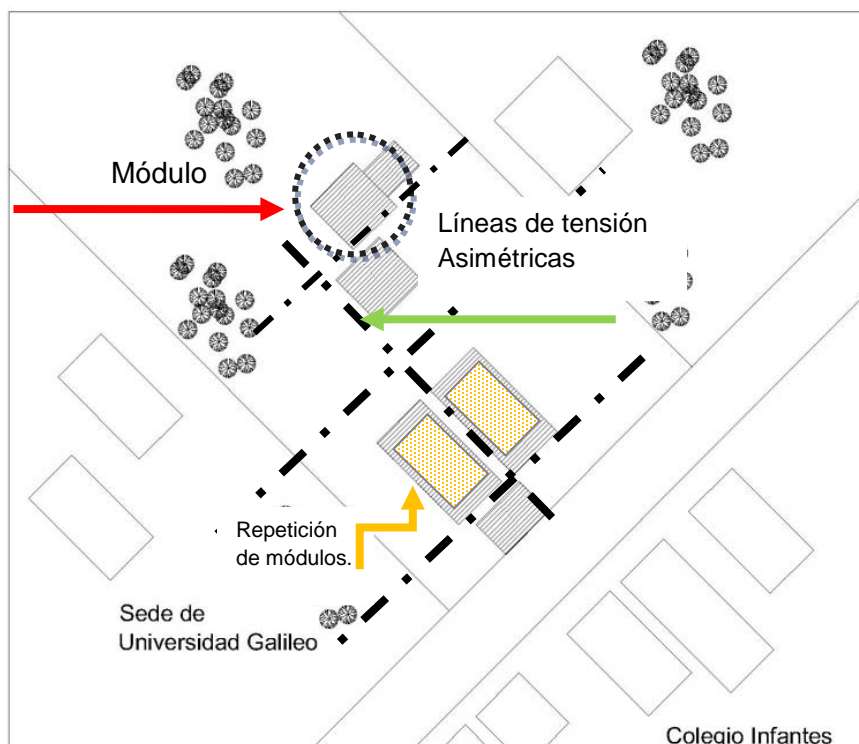 Módulo
Líneas de tensión
Asimétricas
Repetición
de módulos.
Sede de
Universidad Galileo
Colegio Infantes